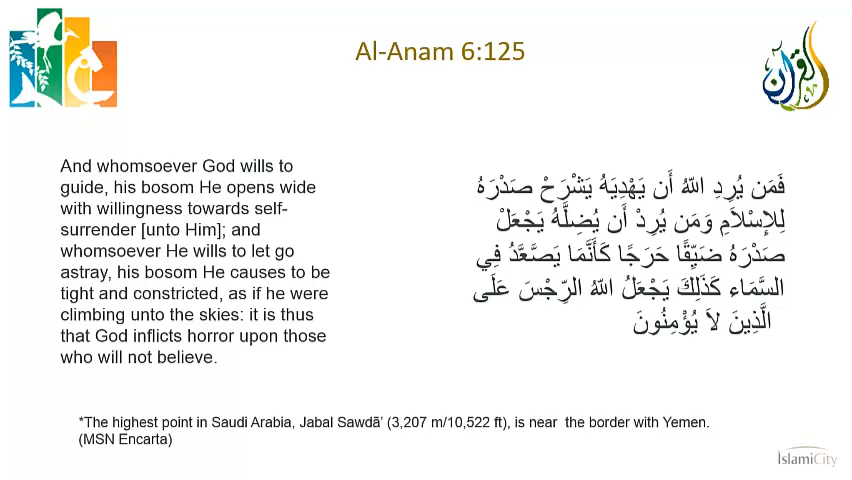 Al-Anam 6:125
القرآن
And whomsoever God wills to
guide, his bosom He opens wide
with willingness towards self-
surrender [unto Him]; and
whomsoever He wills to let go
astray, his bosom He causes to be
tight and constricted, as if he were
climbing unto the skies: it is thus
that God inflicts horror upon those
who will not believe.
فَمَن يُرِدِ اللّهُ أَن يَهْدِيَهُ يَشْرَحْ صَدْرَهُ
لِلإِسْلاَمِ وَمَن يُرِدْ أَن يُضِلَّهُ يَجْعَلْ
صَدْرَهُ ضَيِّقًا حَرَجًا كَأَنَّمَا يَصَّعَّدُ فِي
السَّمَاء كَذَلِكَ يَجْعَلُ اللّهُ الرِّجْسَ عَلَى
الَّذِينَ لاَ يُؤْمِنُونَ
*The highest point in Saudi Arabia, Jabal Sawdā’ (3,207 m/10,522 ft), is near  the border with Yemen.
(MSN Encarta)
IslamiCity